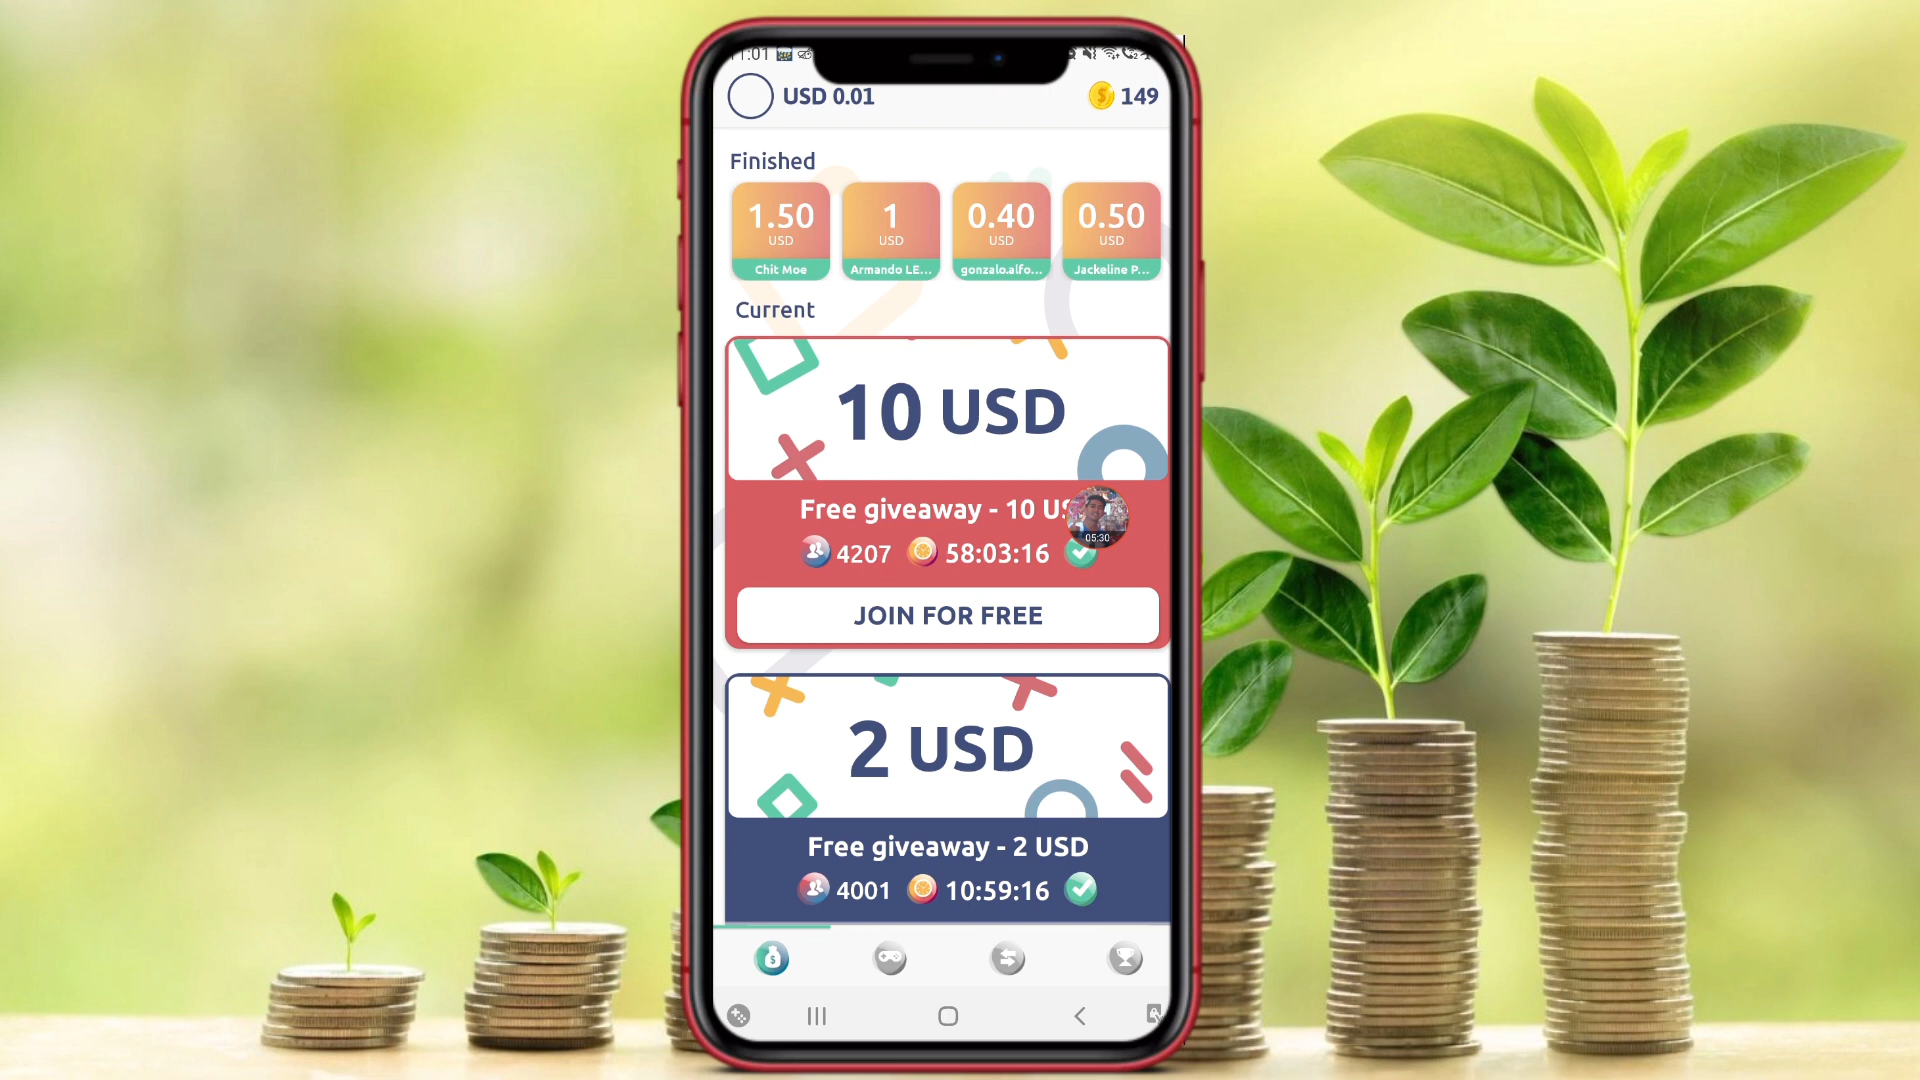 USD 0.01
149
Finished
1.50
USD
Chit Moe
1
USD
Armando LE...
0.40
USD
gonzalo.alfo...
0.50
USD
Jackeline P...
Current
10 USD
Free giveaway - 10
4207 58:03:16
05:30
JOIN FOR FREE
2 USD
Free giveaway - 2 USD
4001 10:59:16